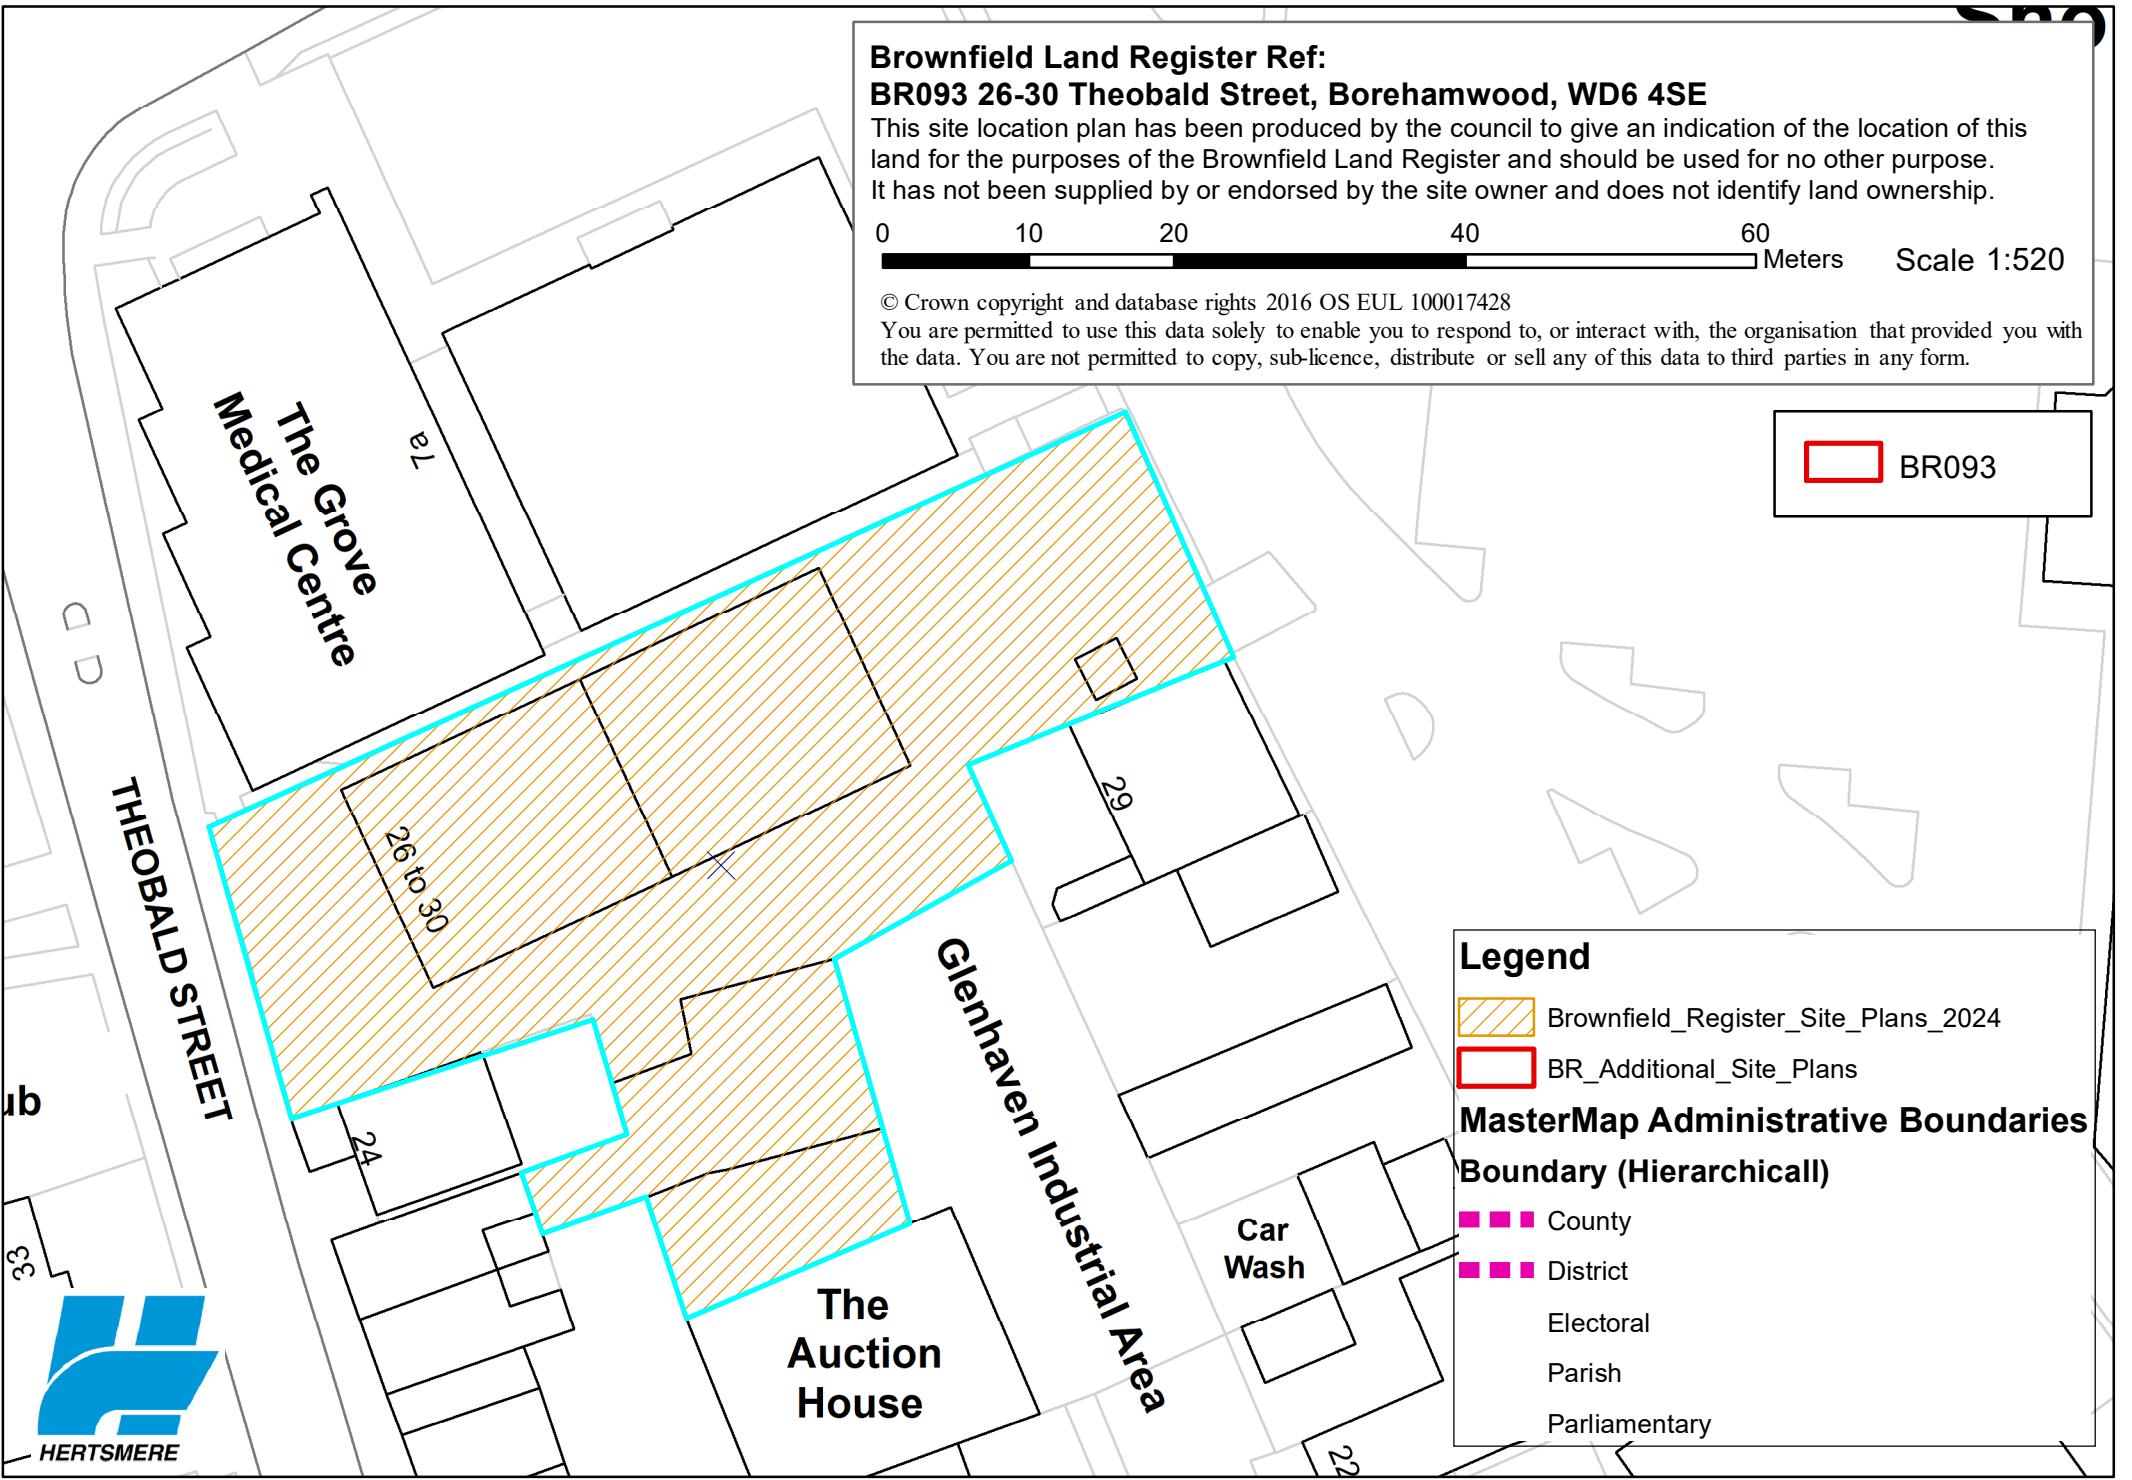 Brownfield Land Register Ref:
BR093 26-30 Theobald Street, Borehamwood, WD6 4SE
This site location plan has been produced by the council to give an indication of the location of this
land for the purposes of the Brownfield Land Register and should be used for no other purpose.
It has not been supplied by or endorsed by the site owner and does not identify land ownership.
0 10 20 40 60
Meters
Scale 1:520
© Crown copyright and database rights 2016 OS EUL 100017428
You are permitted to use this data solely to enable you to respond to, or interact with, the organisation that provided you with
the data. You are not permitted to copy, sub-licence, distribute or sell any of this data to third parties in any form.
BR093
The Grove
Medical Centre
7a
THEOBALD STREET
26 to 30
29
24
33
ub
Glenhaven Industrial Area
Car
Wash
The
Auction
House
22
Legend
Brownfield_Register_Site_Plans_2024
BR_Additional_Site_Plans
MasterMap Administrative Boundaries
Boundary (Hierarchicall)
County
District
Electoral
Parish
Parliamentary
HERTSMERE